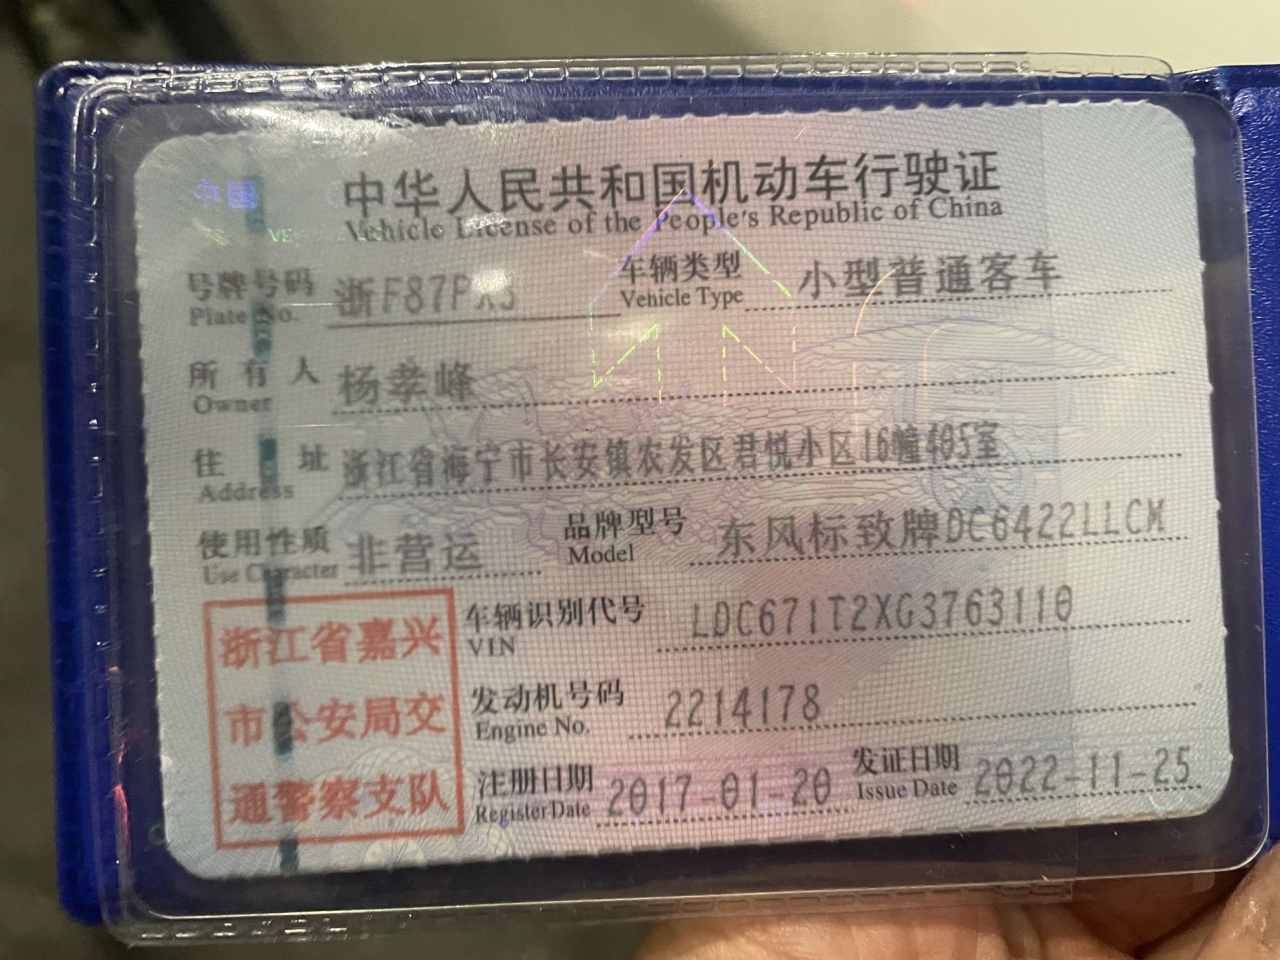 中华人民共和国机动车行驶证
Vehicle License of the People's Republic of China
号牌号码 浙F87PX3 车辆类型 小型普通客车
Plate No. Vehicle Type
所有人 杨孝峰
Owner
住址 浙江省海宁市长安镇农发区君悦小区16幢405室
Address
使用性质 非营运 品牌型号 东风标致牌DC6422LLCM
Use Character Model
浙江省嘉兴
市公安局交
通警察支队
车辆识别代号 LDC671T2XG3763110
VIN
发动机号码 2214178
Engine No.
注册日期 2017-01-20 发证日期 2022-11-25
Register Date Issue Date